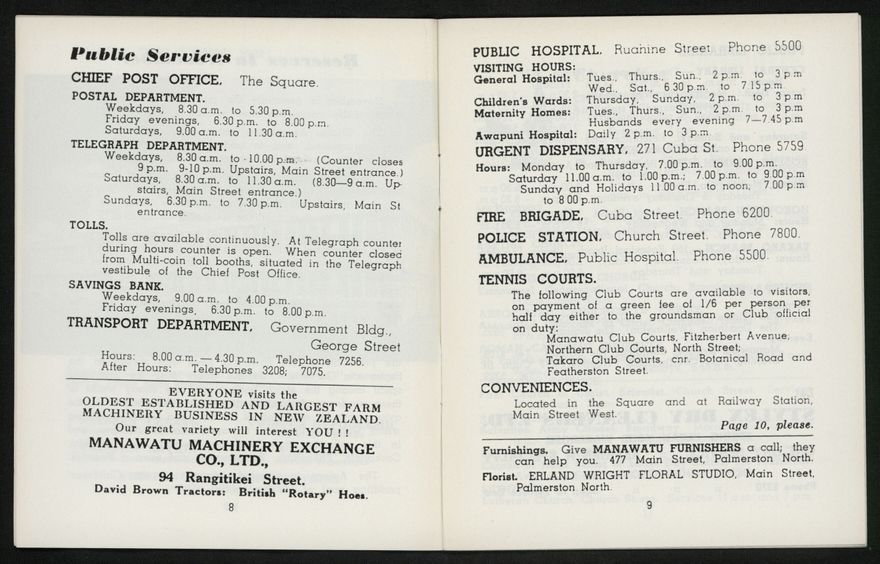 Public Services
CHIEF POST OFFICE, The Square.
POSTAL DEPARTMENT.
Weekdays, 8.30 a.m. to 5.30 p.m.
Friday evenings, 6.30 p.m. to 8.00 p.m.
Saturdays, 9.00 a.m. to 11.30 a.m.
TELEGRAPH DEPARTMENT.
Weekdays, 8.30 a.m. to 10.00 p.m. (Counter closes
9 p.m. 9-10 p.m. Upstairs, Main Street entrance.)
Saturdays, 8.30 a.m. to 11.30 a.m. (8.30—9 a.m. Up-
stairs, Main Street entrance.)
Sundays, 6.30 p.m. to 7.30 p.m. Upstairs, Main St
entrance.
TOLLS.
Tolls are available continuously. At Telegraph counter
during hours counter is open. When counter closed
from Multi-coin toll booths, situated in the Telegraph
vestibule of the Chief Post Office.
SAVINGS BANK.
Weekdays, 9.00 a.m. to 4.00 p.m.
Friday evenings, 6.30 p.m. to 8.00 p.m.
TRANSPORT DEPARTMENT, Government Bldg.,
George Street
Hours: 8.00 a.m. — 4.30 p.m. Telephone 7256.
After Hours: Telephones 3208; 7075.
EVERYONE visits the
OLDEST ESTABLISHED AND LARGEST FARM
MACHINERY BUSINESS IN NEW ZEALAND.
Our great variety will interest YOU ! !
MANAWATU MACHINERY EXCHANGE
CO., LTD.,
94 Rangitikei Street.
David Brown Tractors: British "Rotary" Hoes.
8
PUBLIC HOSPITAL, Ruahine Street Phone 5500
VISITING HOURS:
General Hospital: Tues., Thurs., Sun., 2 p.m. to 3 p.m
Wed., Sat., 6.30 p.m. to 7.15 p.m
Children's Wards: Thursday, Sunday, 2 p.m. to 3 p.m
Maternity Homes: Tues., Thurs., Sun., 2 p.m. to 3 p.m
Husbands every evening 7—7.45 p.m
Awapuni Hospital: Daily 2 p.m. to 3 p.m.
URGENT DISPENSARY, 271 Cuba St. Phone 5759
Hours: Monday to Thursday, 7.00 p.m. to 9.00 p.m.
Saturday 11.00 a.m. to 1.00 p.m.; 7.00 p.m. to 9.00 p.m
Sunday and Holidays 11.00 a.m. to noon; 7.00 p.m
to 8.00 p.m.
FIRE BRIGADE, Cuba Street. Phone 6200.
POLICE STATION, Church Street. Phone 7800.
AMBULANCE, Public Hospital. Phone 5500.
TENNIS COURTS.
The following Club Courts are available to visitors,
on payment of a green fee of 1/6 per person per
half day either to the groundsman or Club official
on duty:
Manawatu Club Courts, Fitzherbert Avenue;
Northern Club Courts, North Street;
Takaro Club Courts, cnr. Botanical Road and
Featherston Street.
CONVENIENCES.
Located in the Square and at Railway Station,
Main Street West.
Page 10, please.
Furnishings. Give MANAWATU FURNISHERS a call; they
can help you. 477 Main Street, Palmerston North.
Florist. ERLAND WRIGHT FLORAL STUDIO, Main Street,
Palmerston North.
9